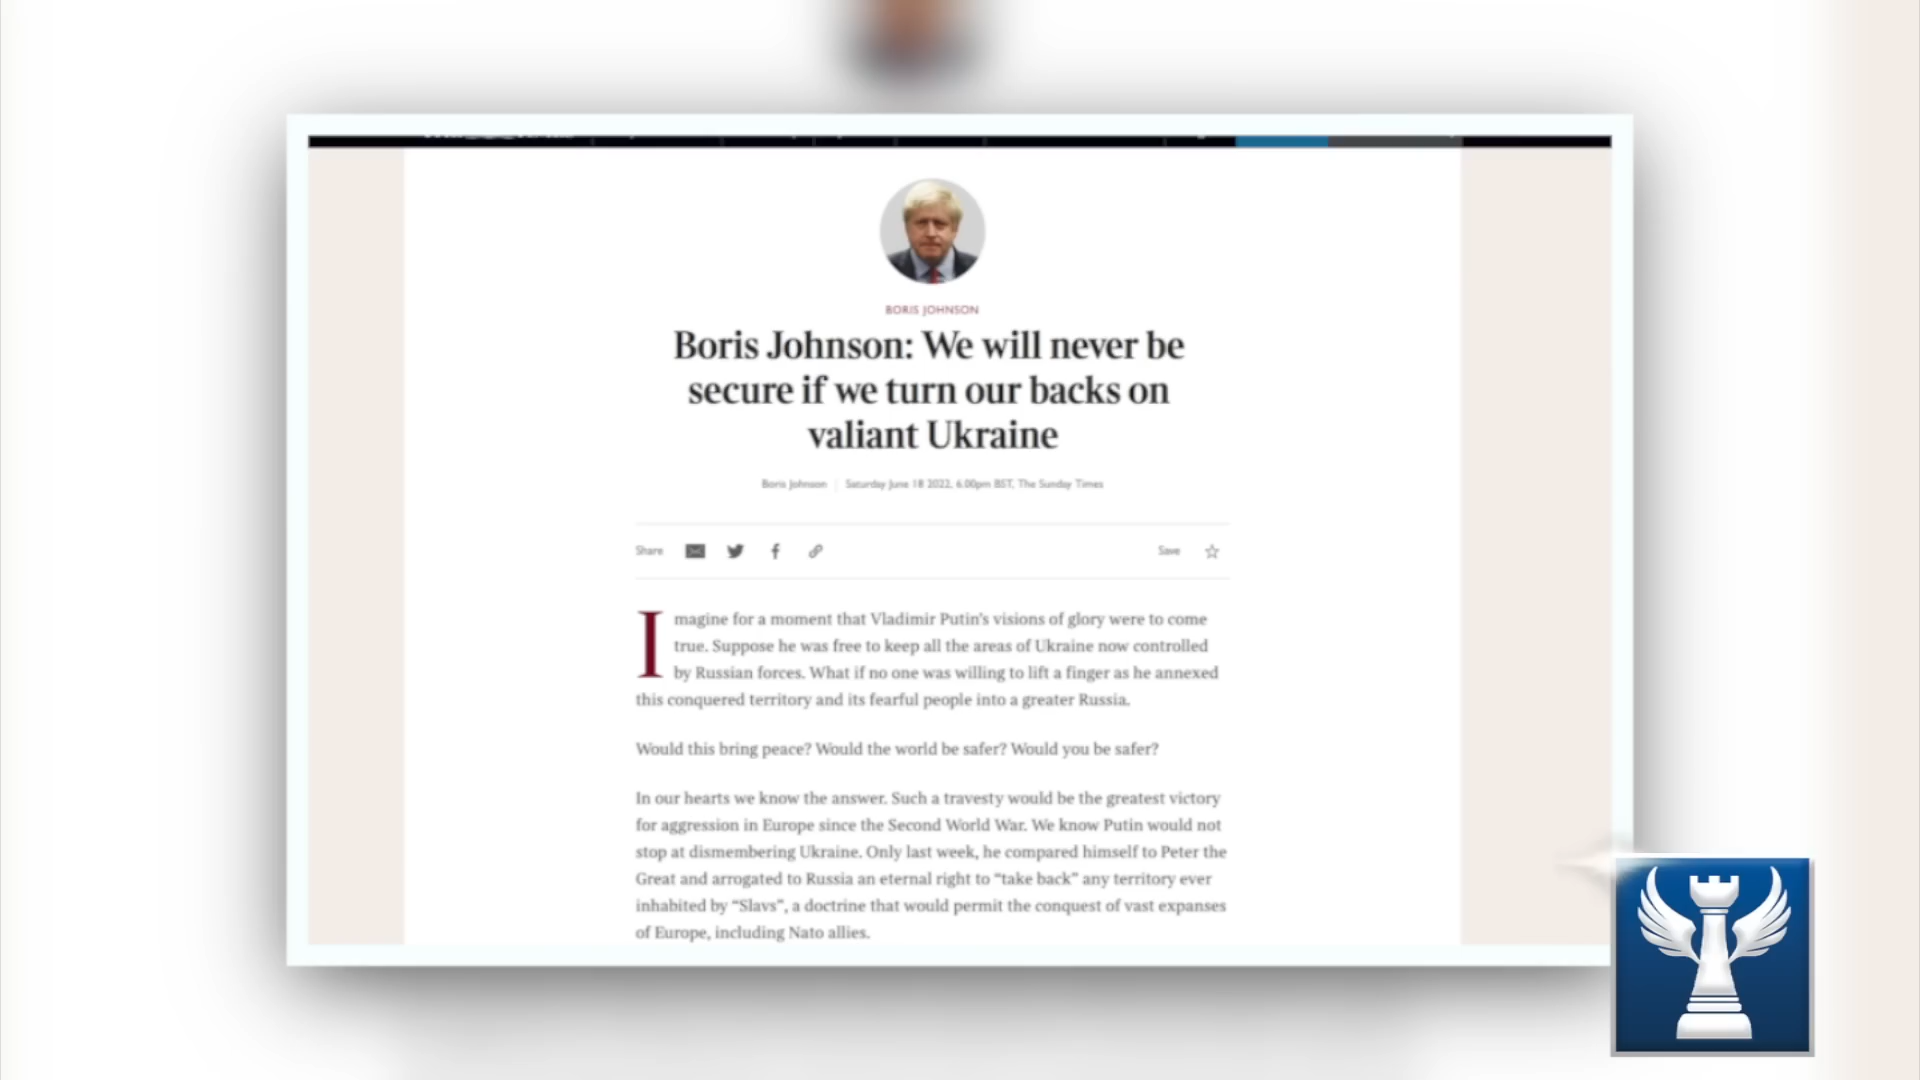 BORIS JOHNSON
Boris Johnson: We will never be
secure if we turn our backs on
valiant Ukraine
Boris Johnson | Saturday June 18 2022, 6.00pm BST, The Sunday Times
Share
Save
Imagine for a moment that Vladimir Putin's visions of glory were to come
true. Suppose he was free to keep all the areas of Ukraine now controlled
by Russian forces. What if no one was willing to lift a finger as he annexed
this conquered territory and its fearful people into a greater Russia.
Would this bring peace? Would the world be safer? Would you be safer?
In our hearts we know the answer. Such a travesty would be the greatest victory
for aggression in Europe since the Second World War. We know Putin would not
stop at dismembering Ukraine. Only last week, he compared himself to Peter the
Great and arrogated to Russia an eternal right to “take back” any territory ever
inhabited by “Slavs”, a doctrine that would permit the conquest of vast expanses
of Europe, including Nato allies.